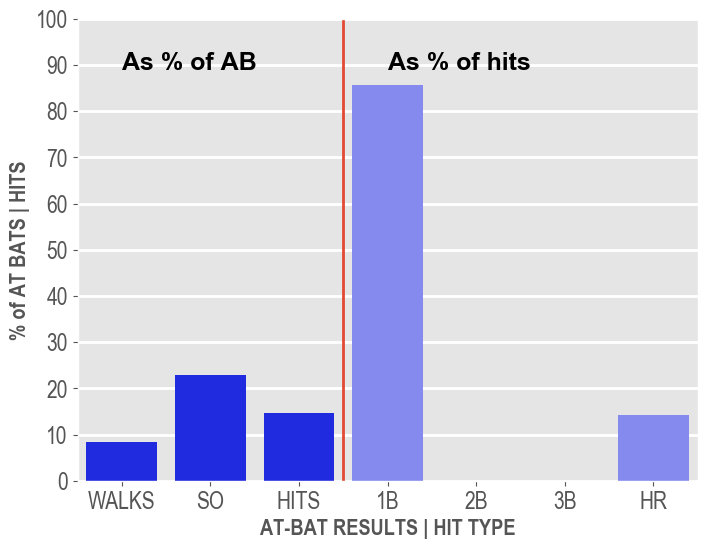 As % of AB
As % of hits
100
90
80
70
60
50
40
30
20
10
0
% of AT BATS | HITS
WALKS SO HITS 1B 2B 3B HR
AT-BAT RESULTS | HIT TYPE